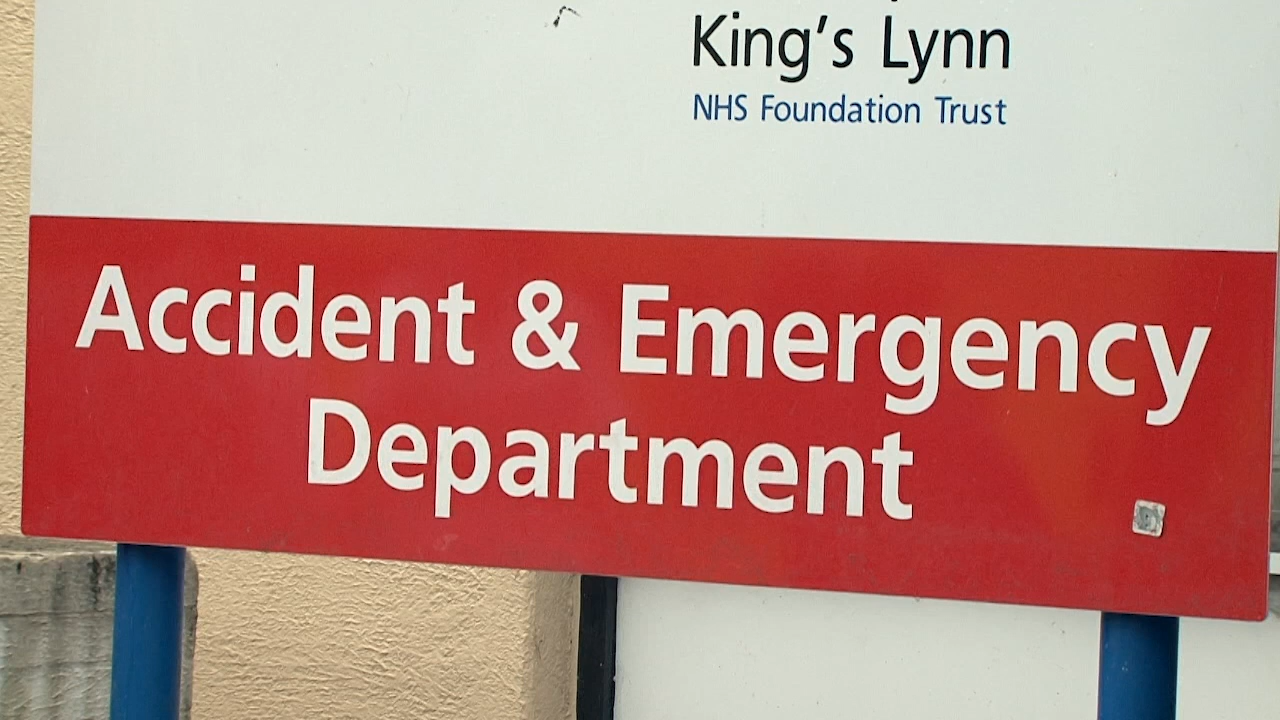 King's Lynn
NHS Foundation Trust
Accident & Emergency
Department